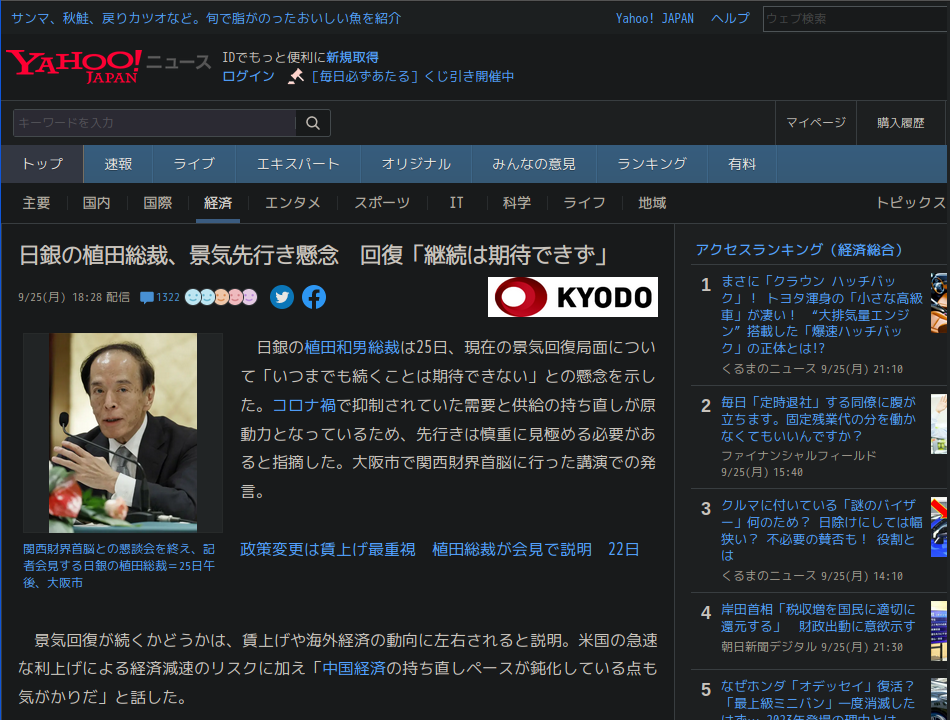 サンマ、秋鮭、戻りカツオなど。旬で脂がのったおいしい魚を紹介
Yahoo! JAPAN ヘルプ ウェブ検索
YAHOO! JAPAN ニュース
IDでもっと便利に新規取得
ログイン [毎日必ずあたる] くじ引き開催中
キーワードを入力
マイページ 購入履歴
トップ 速報 ライブ エキスパート オリジナル みんなの意見 ランキング 有料
主要 国内 国際 経済 エンタメ スポーツ IT 科学 ライフ 地域 トピックス
日銀の植田総裁、景気先行き懸念　回復「継続は期待できず」
9/25(月) 18:28 配信 1322
KYODO
日銀の植田和男総裁は25日、現在の景気回復局面につい
て「いつまでも続くことは期待できない」との懸念を示し
た。コロナ禍で抑制されていた需要と供給の持ち直しが原
動力となっているため、先行きは慎重に見極める必要があ
ると指摘した。大阪市で関西財界首脳に行った講演での発
言。
関西財界首脳との懇談会を終え、記
者会見する日銀の植田総裁=25日午
後、大阪市
政策変更は賃上げ最重視　植田総裁が会見で説明　22日
景気回復が続くかどうかは、賃上げや海外経済の動向に左右されると説明。米国の急速
な利上げによる経済減速のリスクに加え「中国経済の持ち直しペースが鈍化している点も
気がかりだ」と話した。
アクセスランキング（経済総合）
1 まさに「クラウン ハッチバッ
ク」! トヨタ渾身の「小さな高級
車」が凄い! “大排気量エンジ
ン”搭載した「爆速ハッチバッ
ク」の正体とは!?
くるまのニュース 9/25(月) 21:10
2 毎日「定時退社」する同僚に腹が
立ちます。固定残業代の分を働か
なくてもいいんですか?
ファイナンシャルフィールド
9/25(月) 15:40
3 クルマに付いている「謎のバイザ
ー」何のため? 日除けにしては幅
狭い? 不必要の賛否も! 役割と
は
くるまのニュース 9/25(月) 14:10
4 岸田首相「税収増を国民に適切に
還元する」　財政出動に意欲示す
朝日新聞デジタル 9/25(月) 21:30
5 なぜホンダ「オデッセイ」復活?
「最上級ミニバン」一度消滅した